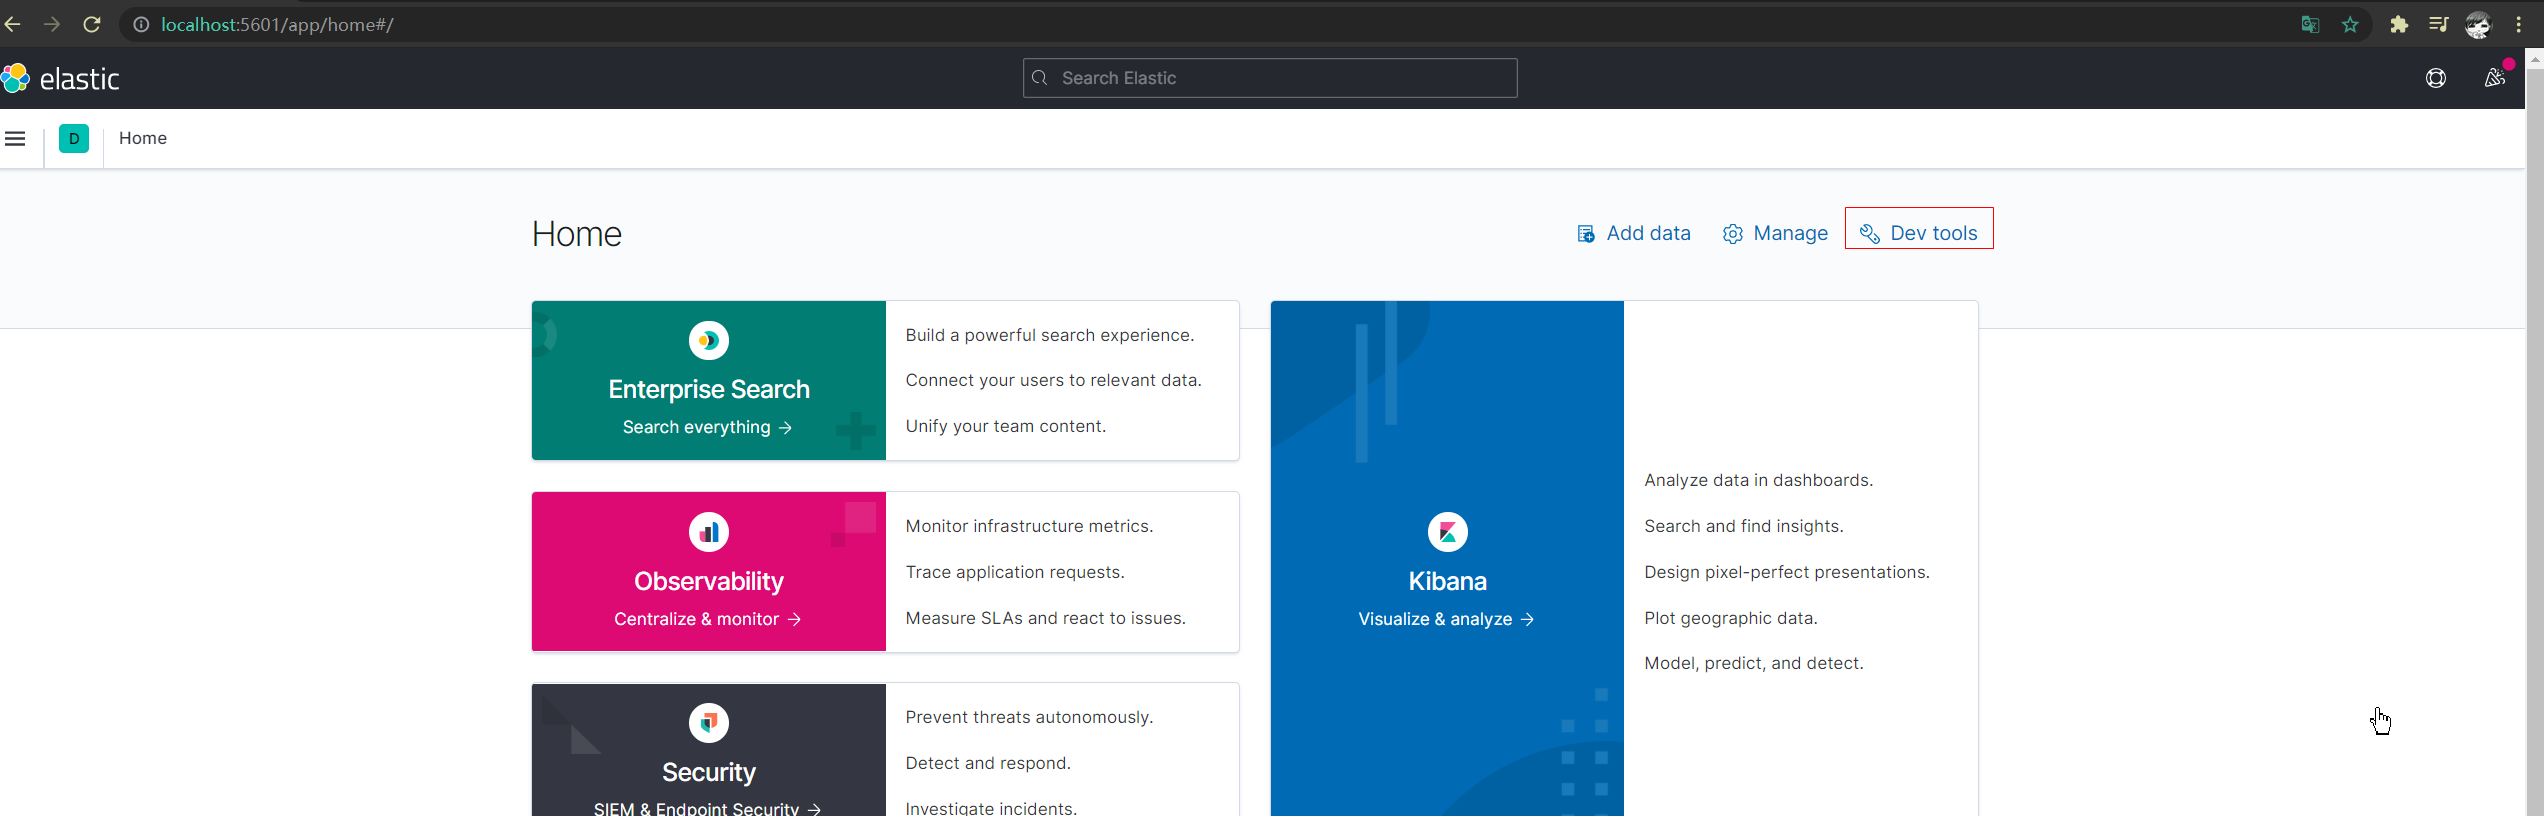 localhost:5601/app/home#/
elastic
Search Elastic
D
Home
Home
Add data
Manage
Dev tools
Enterprise Search
Search everything →
Build a powerful search experience.
Connect your users to relevant data.
Unify your team content.
Observability
Centralize & monitor →
Monitor infrastructure metrics.
Trace application requests.
Measure SLAs and react to issues.
Security
SIEM & Endpoint Security →
Prevent threats autonomously.
Detect and respond.
Investigate incidents.
Kibana
Visualize & analyze →
Analyze data in dashboards.
Search and find insights.
Design pixel-perfect presentations.
Plot geographic data.
Model, predict, and detect.